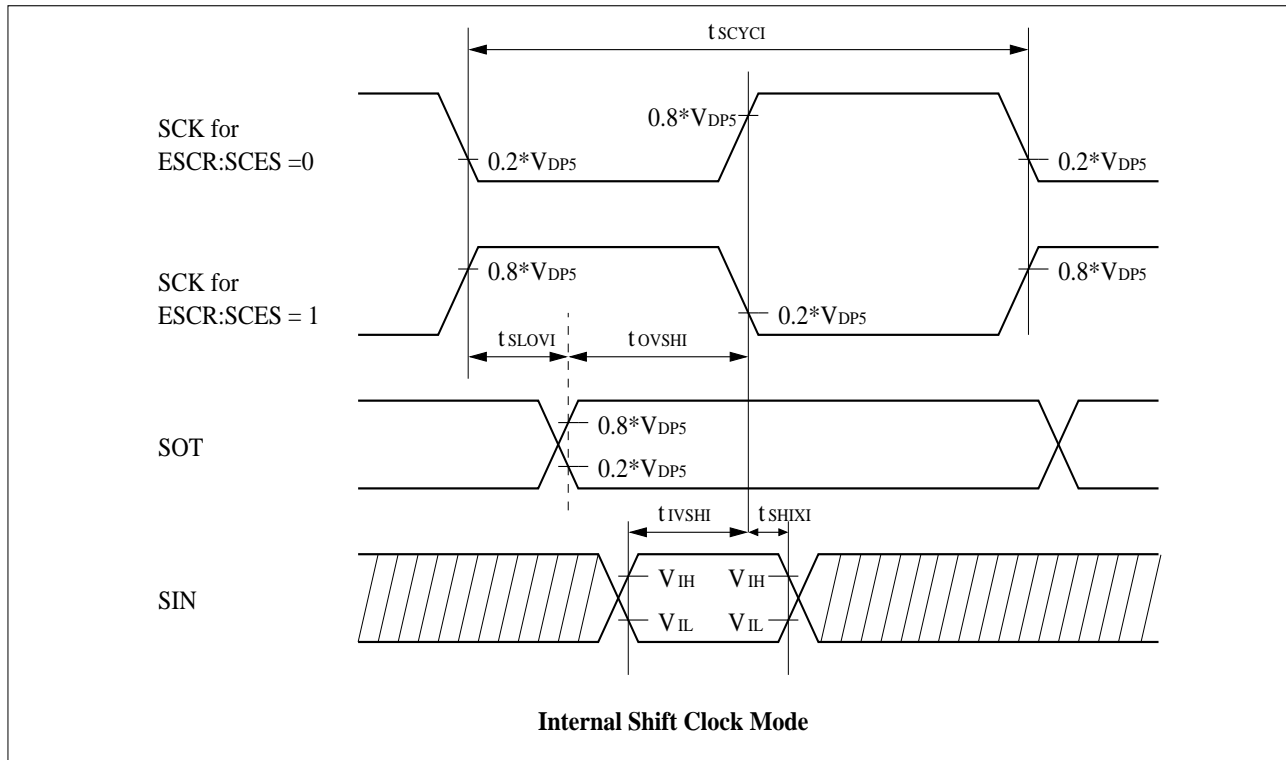 tSCYCI
SCK for
ESCR:SCES =0
0.8*VDP5
0.2*VDP5
0.2*VDP5
SCK for
ESCR:SCES = 1
0.8*VDP5
0.8*VDP5
0.2*VDP5
tSLOVI
tOVSHI
SOT
0.8*VDP5
0.2*VDP5
tIVSHI
tSHIXI
SIN
VIH
VIH
VIL
VIL
Internal Shift Clock Mode